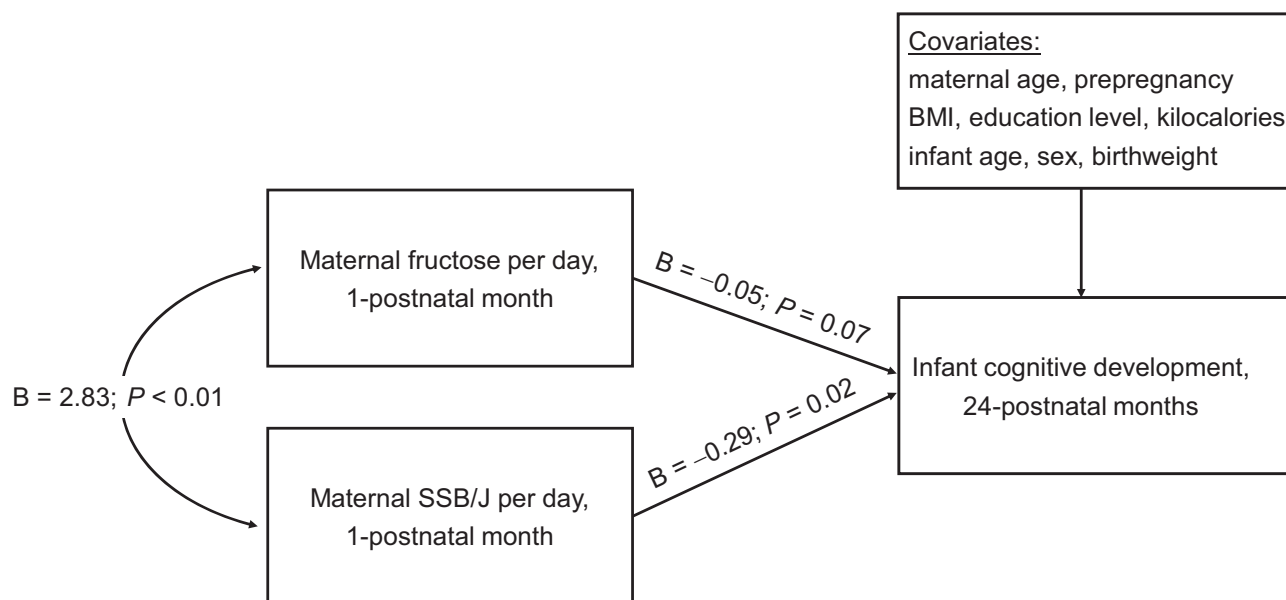 Covariates:
maternal age, prepregnancy
BMI, education level, kilocalories
infant age, sex, birthweight
Maternal fructose per day,
1-postnatal month
B = –0.05; P = 0.07
Infant cognitive development,
24-postnatal months
B = 2.83; P < 0.01
B = –0.29; P = 0.02
Maternal SSB/J per day,
1-postnatal month